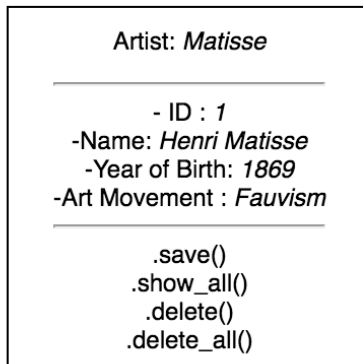 Artist: Matisse
- ID : 1
-Name: Henri Matisse
-Year of Birth: 1869
-Art Movement : Fauvism
.save()
.show_all()
.delete()
.delete_all()